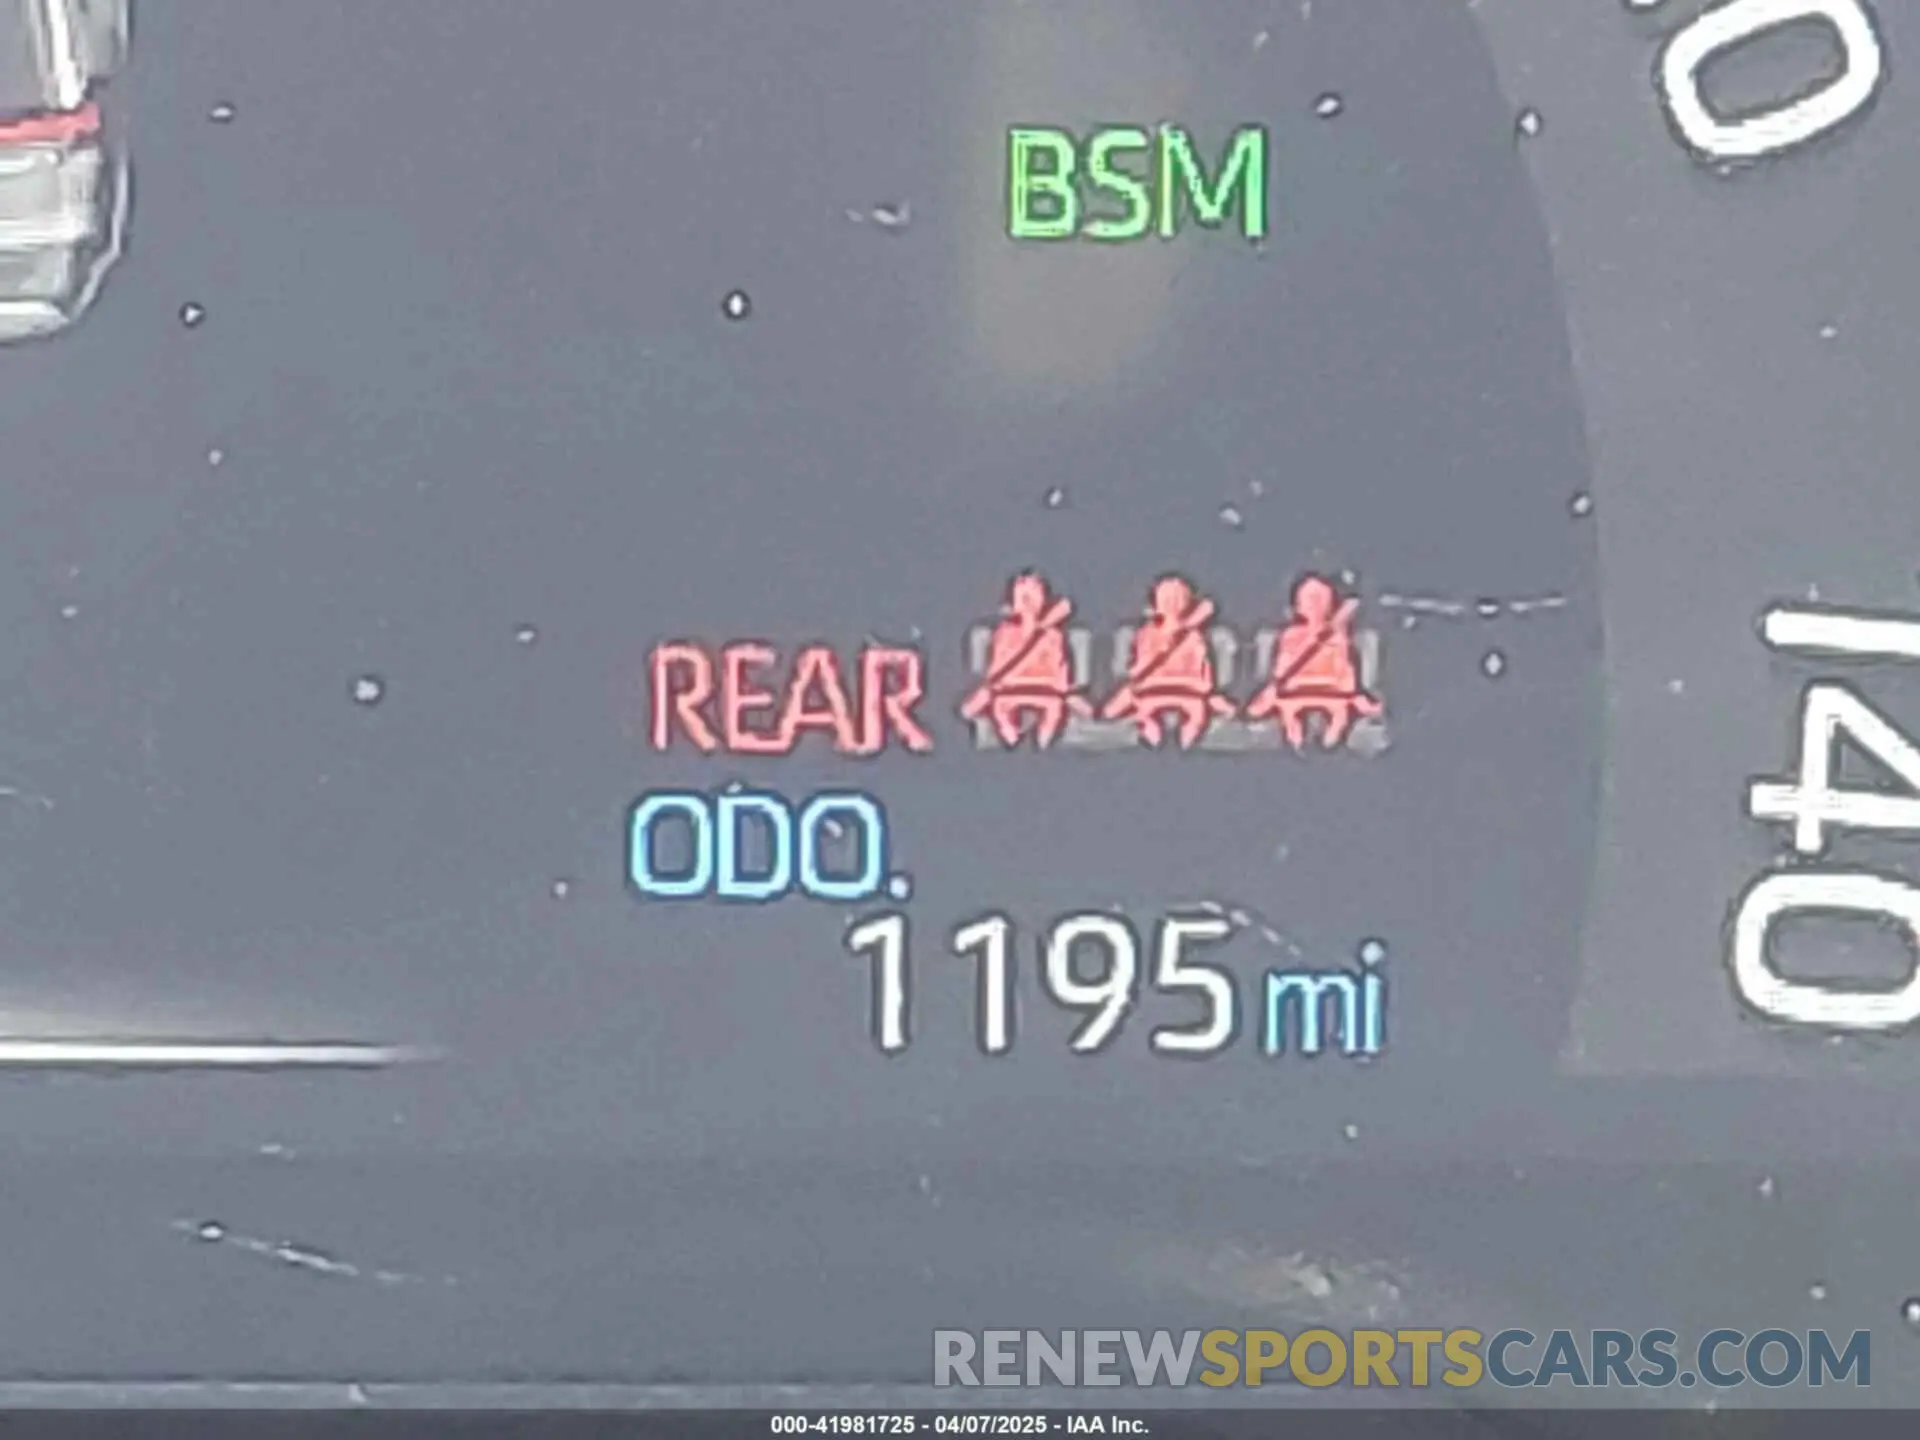 BSM
REAR
ODO.
1195 mi
140
RENEWSPORTSCARS.COM
000-41981725 - 04/07/2025 - IAA Inc.